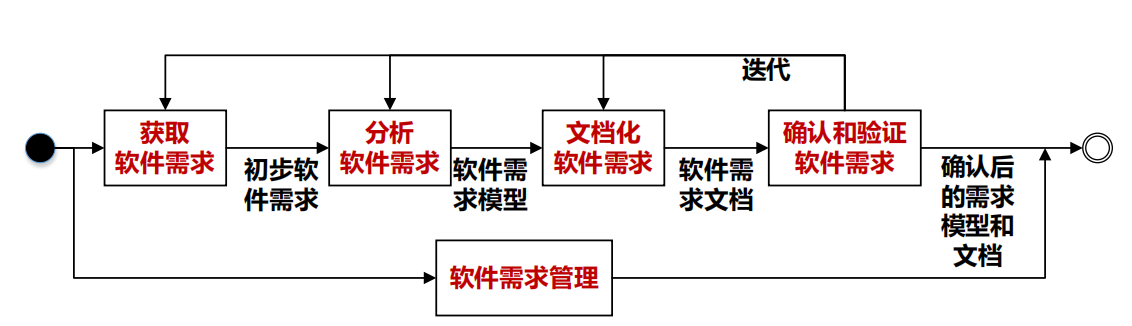 迭代
获取
软件需求
初步软
件需求
分析
软件需求
软件需
求模型
文档化
软件需求
软件需
求文档
确认和验证
软件需求
确认后
的需求
模型和
文档
软件需求管理